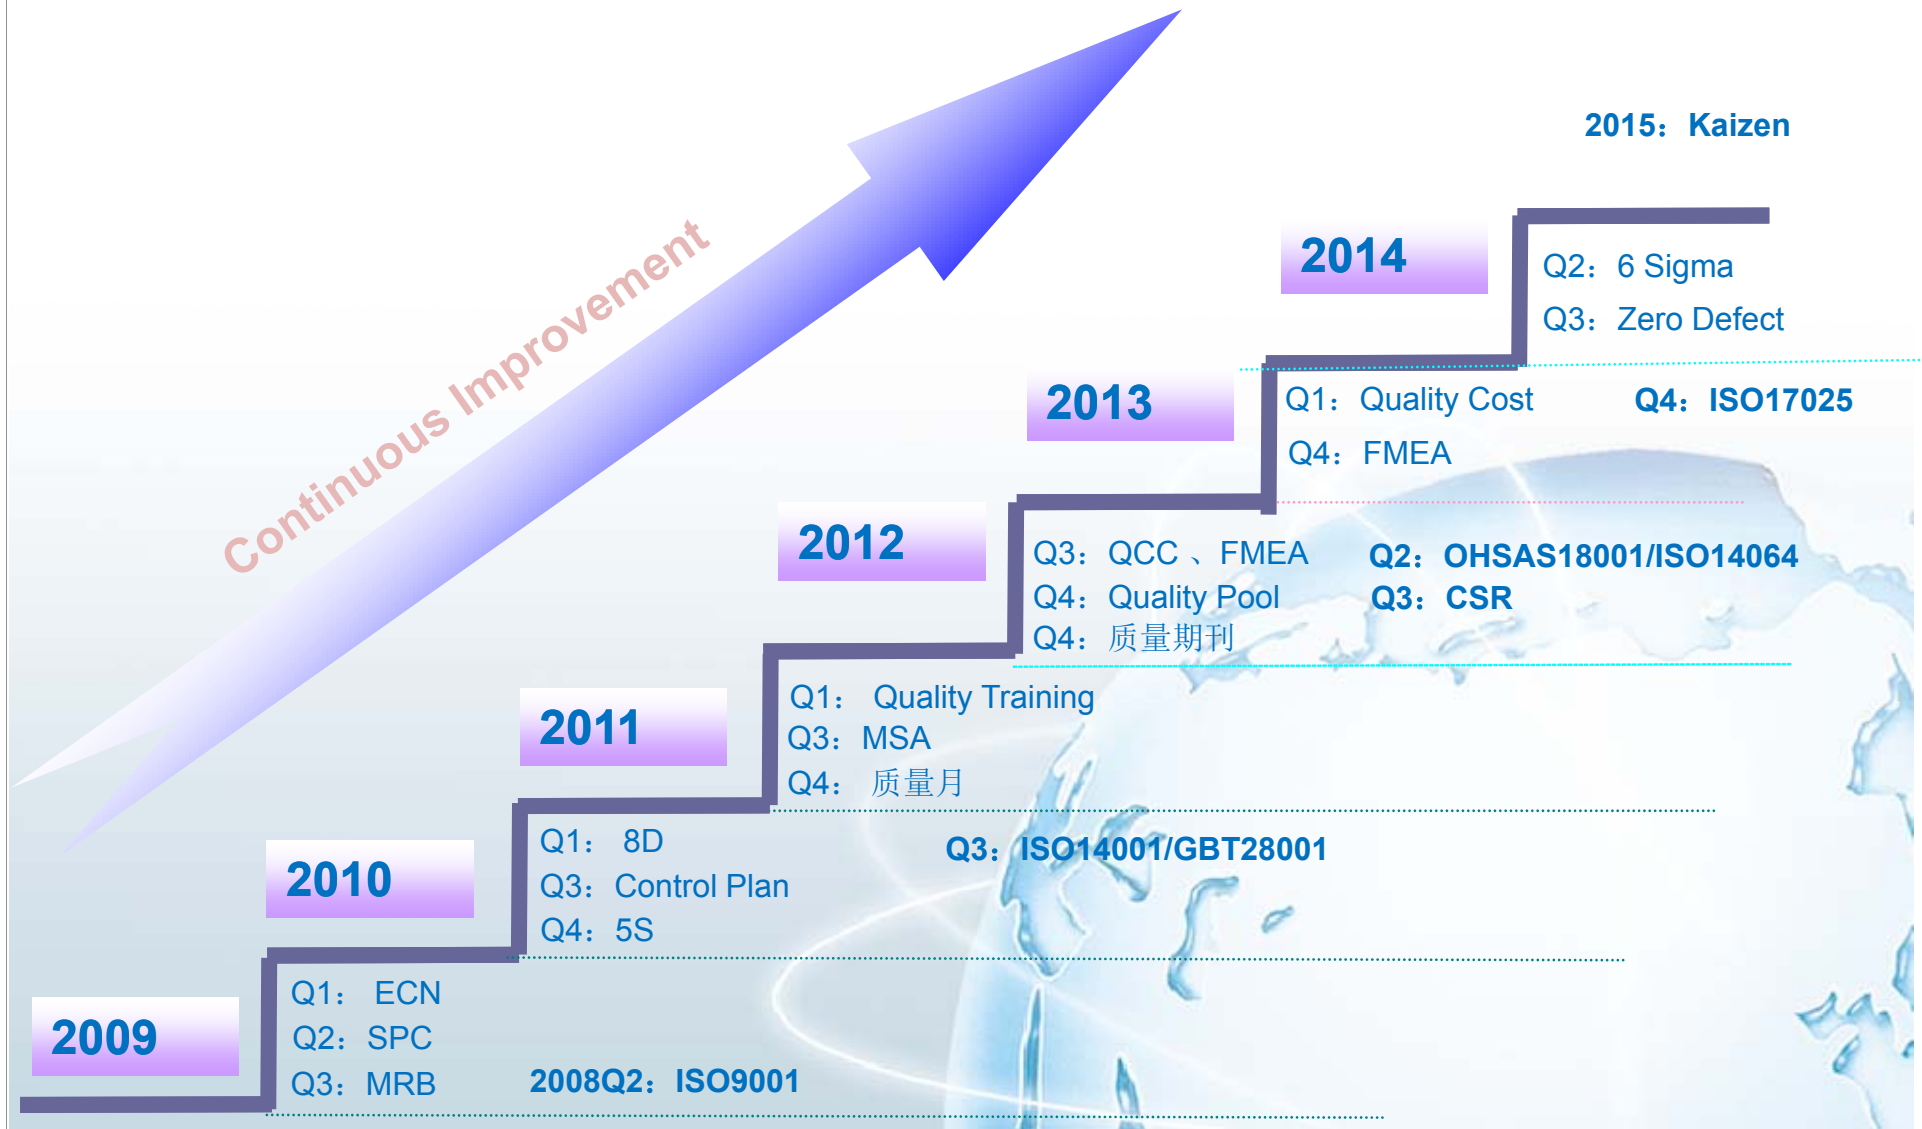 2015：Kaizen
Continuous Improvement
2014
Q2：6 Sigma
Q3：Zero Defect
2013
Q1：Quality Cost
Q4：ISO17025
Q4：FMEA
2012
Q3：QCC 、FMEA
Q2：OHSAS18001/ISO14064
Q4：Quality Pool
Q3：CSR
Q4：质量期刊
2011
Q1： Quality Training
Q3：MSA
Q4： 质量月
2010
Q1： 8D
Q3：ISO14001/GBT28001
Q3：Control Plan
Q4：5S
2009
Q1： ECN
Q2：SPC
Q3：MRB
2008Q2：ISO9001